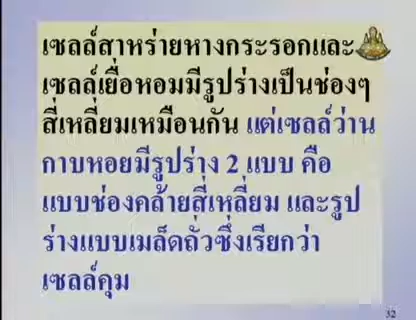 เซลล์สาหร่ายหางกระรอกและ
เซลล์เยื่อหอมมีรูปร่างเป็นช่องๆ
สี่เหลี่ยมเหมือนกัน แต่เซลล์ว่าน
กาบหอยมีรูปร่าง 2 แบบ คือ
แบบช่องคล้ายสี่เหลี่ยม และรูป
ร่างแบบเมล็ดถั่วซึ่งเรียกว่า
เซลล์คุม
32